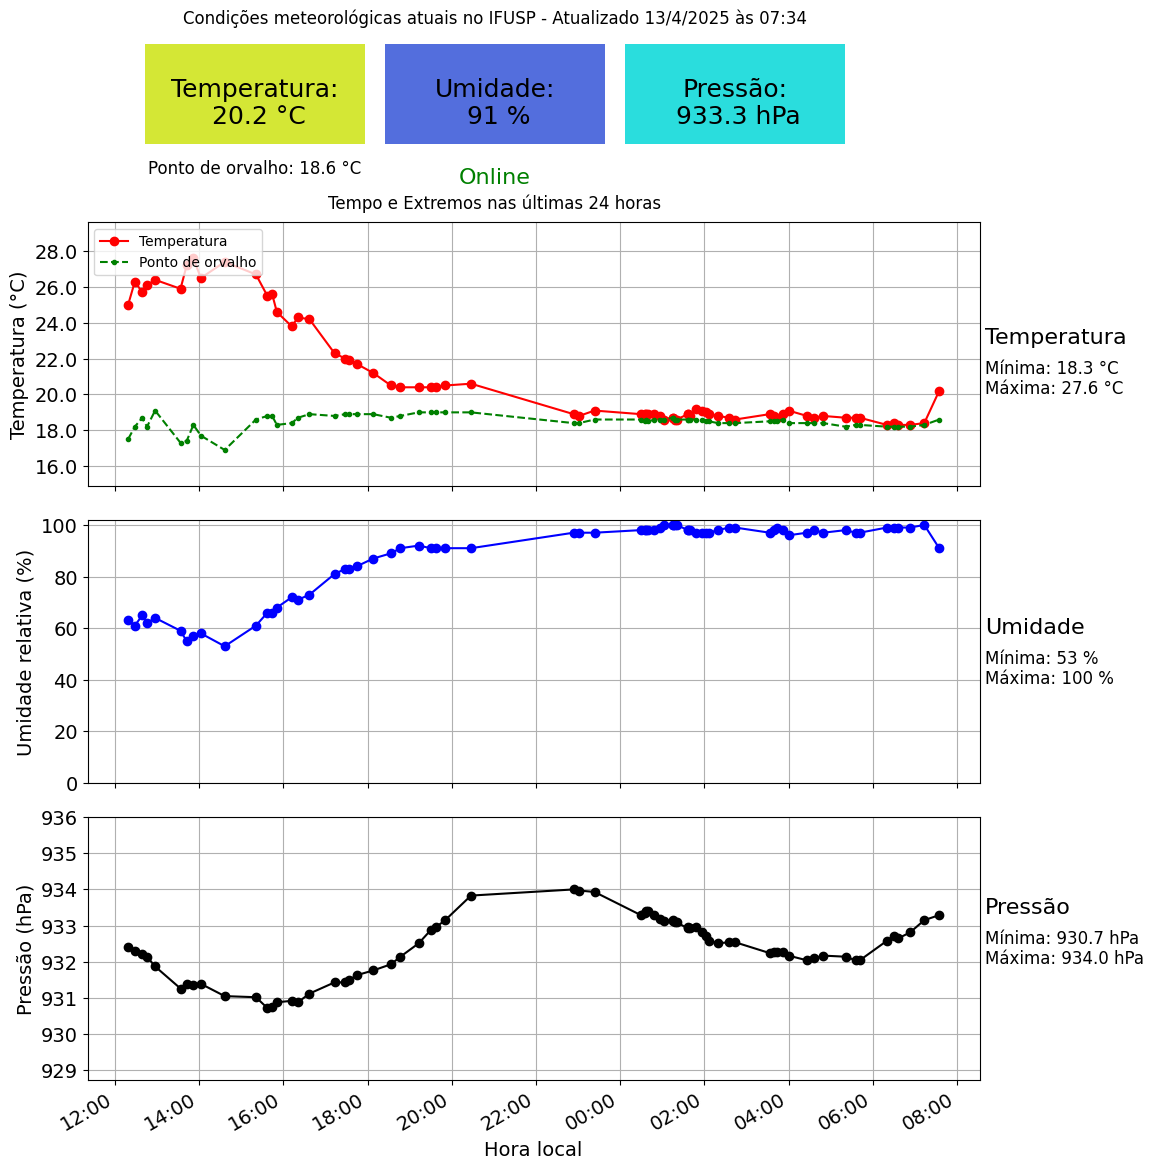 Condições meteorológicas atuais no IFUSP - Atualizado 13/4/2025 às 07:34
Temperatura:
20.2 °C
Umidade:
91 %
Pressão:
933.3 hPa
Ponto de orvalho: 18.6 °C
Online
Tempo e Extremos nas últimas 24 horas
Temperatura
Ponto de orvalho
Temperatura (°C)
28.0
26.0
24.0
22.0
20.0
18.0
16.0
Temperatura
Mínima: 18.3 °C
Máxima: 27.6 °C
Umidade relativa (%)
100
80
60
40
20
0
Umidade
Mínima: 53 %
Máxima: 100 %
Pressão (hPa)
936
935
934
933
932
931
930
929
Pressão
Mínima: 930.7 hPa
Máxima: 934.0 hPa
12:00
14:00
16:00
18:00
20:00
22:00
00:00
02:00
04:00
06:00
08:00
Hora local